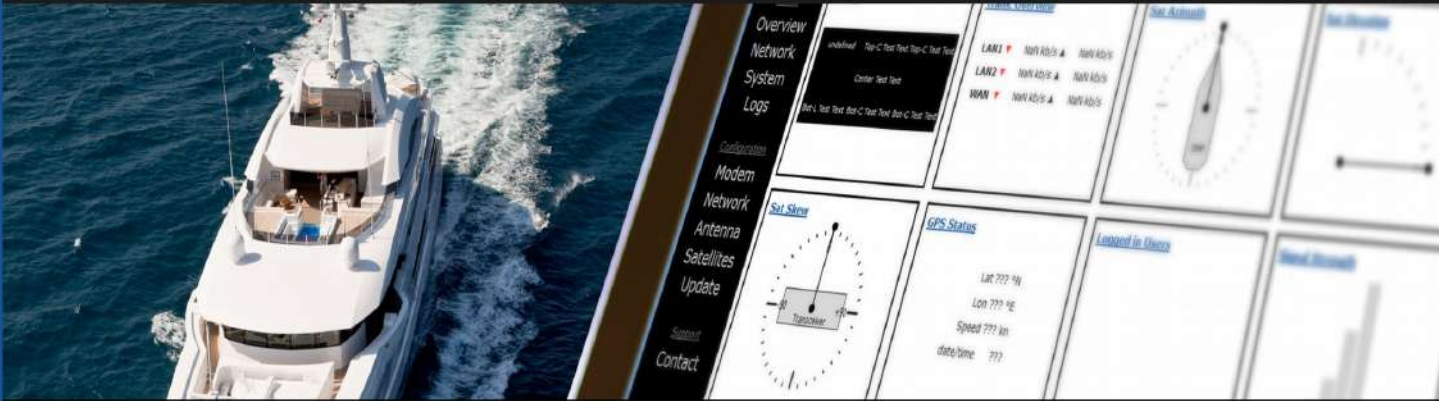 Overview
Network
System
Logs
Configuration
Modem
Network
Antenna
Satellites
Update
Support
Contact
undefined Top-C Test Text Top-C Test Text
Center Test Text
Bot-L Test Text Bot-C Test Text Bot-C Test Text
LAN1 ▼ NaN kb/s ▲ NaN kb/s
LAN2 ▼ NaN kb/s ▲ NaN kb/s
WAN ▼ NaN kb/s ▲ NaN kb/s
Sat Azimuth
Sat Skew
-90
+90
Transceiver
GPS Status
Lat ??? °N
Lon ??? °E
Speed ??? kn
date/time ???
Logged in Users
Signal Strength